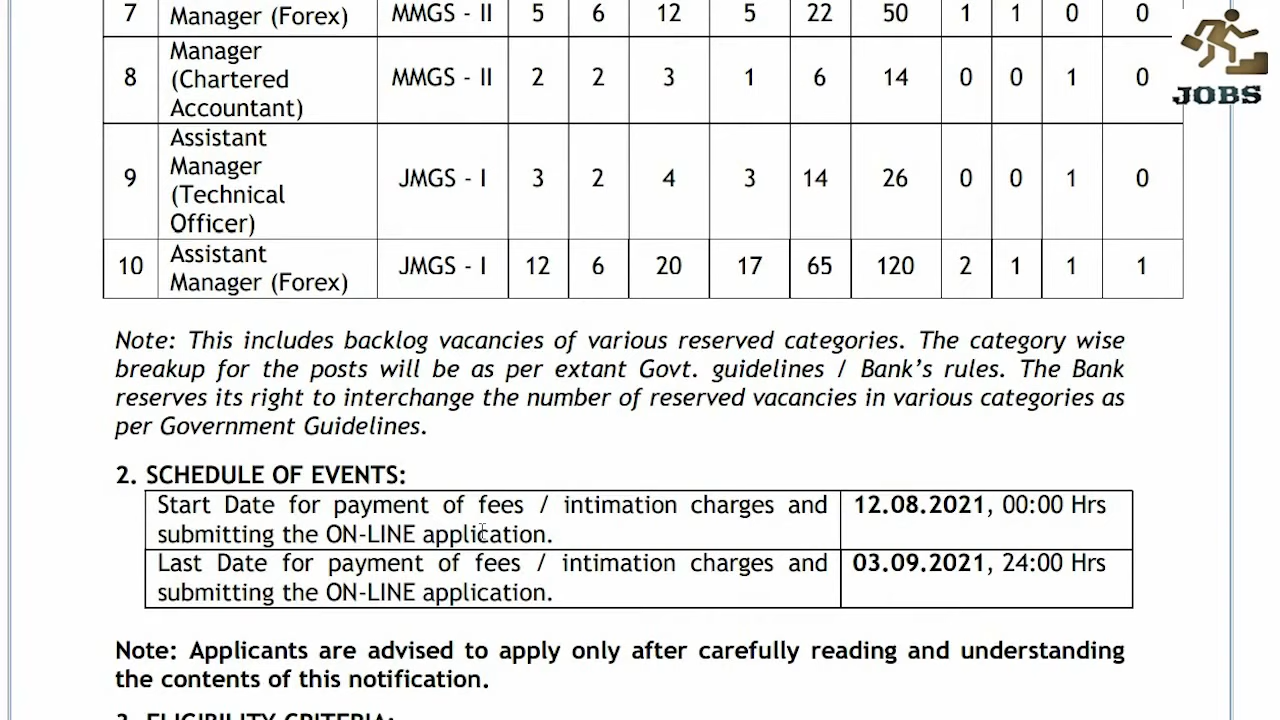 7 Manager (Forex) MMGS - II 5 6 12 5 22 50 1 1 0 0
Manager
8 (Chartered MMGS - II 2 2 3 1 6 14 0 0 1 0
Accountant)
JOBS
Assistant
Manager
9 (Technical JMGS - I 3 2 4 3 14 26 0 0 1 0
Officer)
10 Assistant JMGS - I 12 6 20 17 65 120 2 1 1 1
Manager (Forex)
Note: This includes backlog vacancies of various reserved categories. The category wise
breakup for the posts will be as per extant Govt. guidelines / Bank's rules. The Bank
reserves its right to interchange the number of reserved vacancies in various categories as
per Government Guidelines.
2. SCHEDULE OF EVENTS:
Start Date for payment of fees / intimation charges and 12.08.2021, 00:00 Hrs
submitting the ON-LINE application.
Last Date for payment of fees / intimation charges and 03.09.2021, 24:00 Hrs
submitting the ON-LINE application.
Note: Applicants are advised to apply only after carefully reading and understanding
the contents of this notification.
3. ELIGIBILITY CRITERIA: